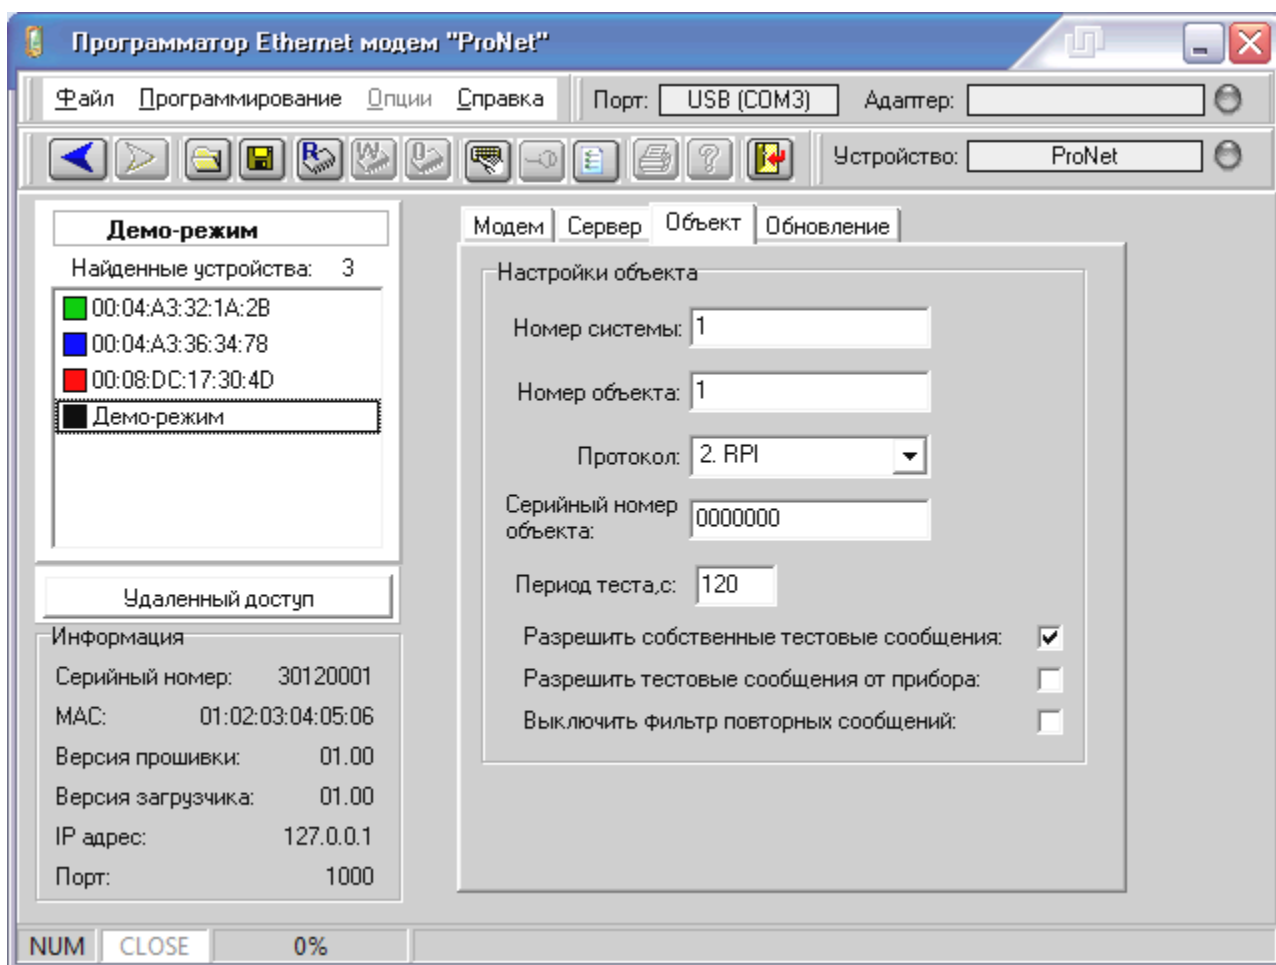 Программатор Ethernet модем "ProNet"
Файл Программирование Опции Справка Порт: USB (COM3) Адаптер:
R W O ? Устройство: ProNet
Демо-режим
Найденные устройства: 3
00:04:A3:32:1A:2B
00:04:A3:36:34:78
00:08:DC:17:30:4D
Демо-режим
Удаленный доступ
Информация
Серийный номер: 30120001
MAC: 01:02:03:04:05:06
Версия прошивки: 01.00
Версия загрузчика: 01.00
IP адрес: 127.0.0.1
Порт: 1000
Модем Сервер Объект Обновление
Настройки объекта
Номер системы: 1
Номер объекта: 1
Протокол: 2. RPI
Серийный номер
объекта: 0000000
Период теста,с: 120
Разрешить собственные тестовые сообщения:
Разрешить тестовые сообщения от прибора:
Выключить фильтр повторных сообщений:
NUM CLOSE 0%